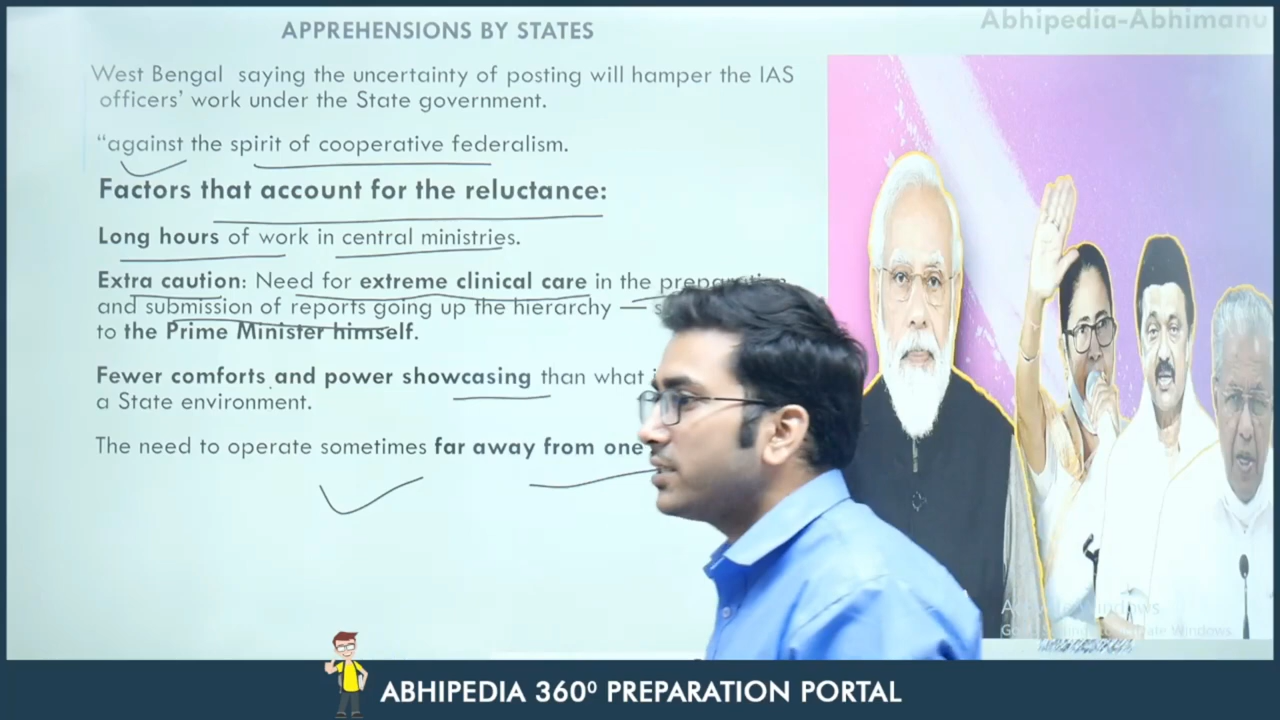 Abhipedia-Abhimanu
APPREHENSIONS BY STATES
West Bengal saying the uncertainty of posting will hamper the IAS
officers' work under the State government.
"against the spirit of cooperative federalism.
Factors that account for the reluctance:
Long hours of work in central ministries.
Extra caution: Need for extreme clinical care in the preparation
and submission of reports going up the hierarchy —
to the Prime Minister himself.
Fewer comforts and power showcasing than what
a State environment.
The need to operate sometimes far away from one
ABHIPEDIA 360⁰ PREPARATION PORTAL